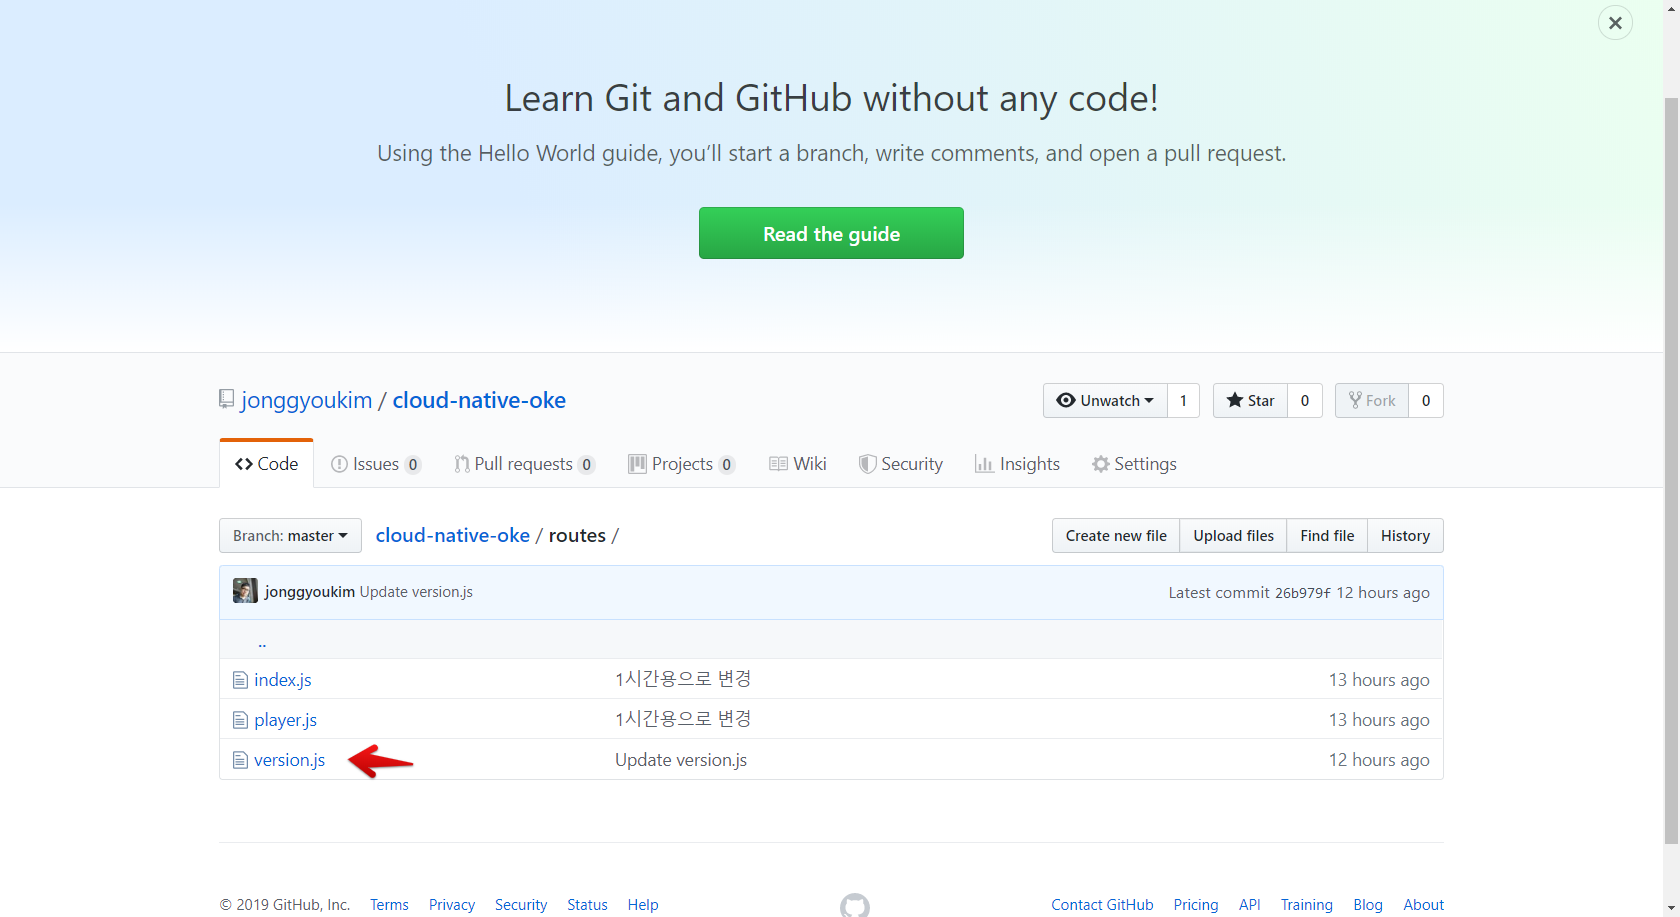 Learn Git and GitHub without any code!
Using the Hello World guide, you’ll start a branch, write comments, and open a pull request.
Read the guide
jonggyoukim / cloud-native-oke
Unwatch 1 Star 0 Fork 0
Code Issues 0 Pull requests 0 Projects 0 Wiki Security Insights Settings
Branch: master cloud-native-oke / routes / Create new file Upload files Find file History
jonggyoukim Update version.js Latest commit 26b979f 12 hours ago
..
index.js 1시간용으로 변경 13 hours ago
player.js 1시간용으로 변경 13 hours ago
version.js Update version.js 12 hours ago
© 2019 GitHub, Inc. Terms Privacy Security Status Help Contact GitHub Pricing API Training Blog About